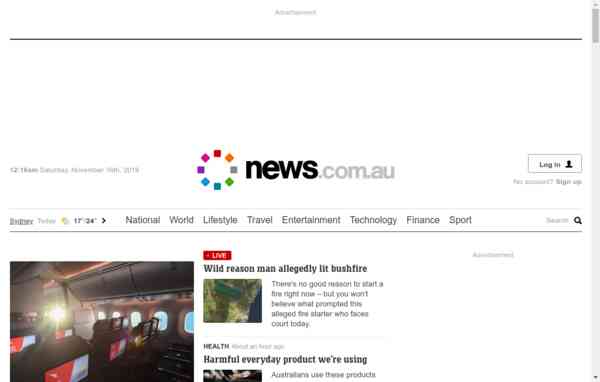 Advertisement
12:16am Saturday, November 16th, 2019
news.com.au
Log in
No account? Sign up
Sydney Today 17°/24°
National World Lifestyle Travel Entertainment Technology Finance Sport
Search
LIVE
Wild reason man allegedly lit bushfire
There's no good reason to start a
fire right now – but you won't
believe what prompted this
alleged fire starter who faces
court today.
Advertisement
HEALTH About an hour ago
Harmful everyday product we're using
Australians use these products